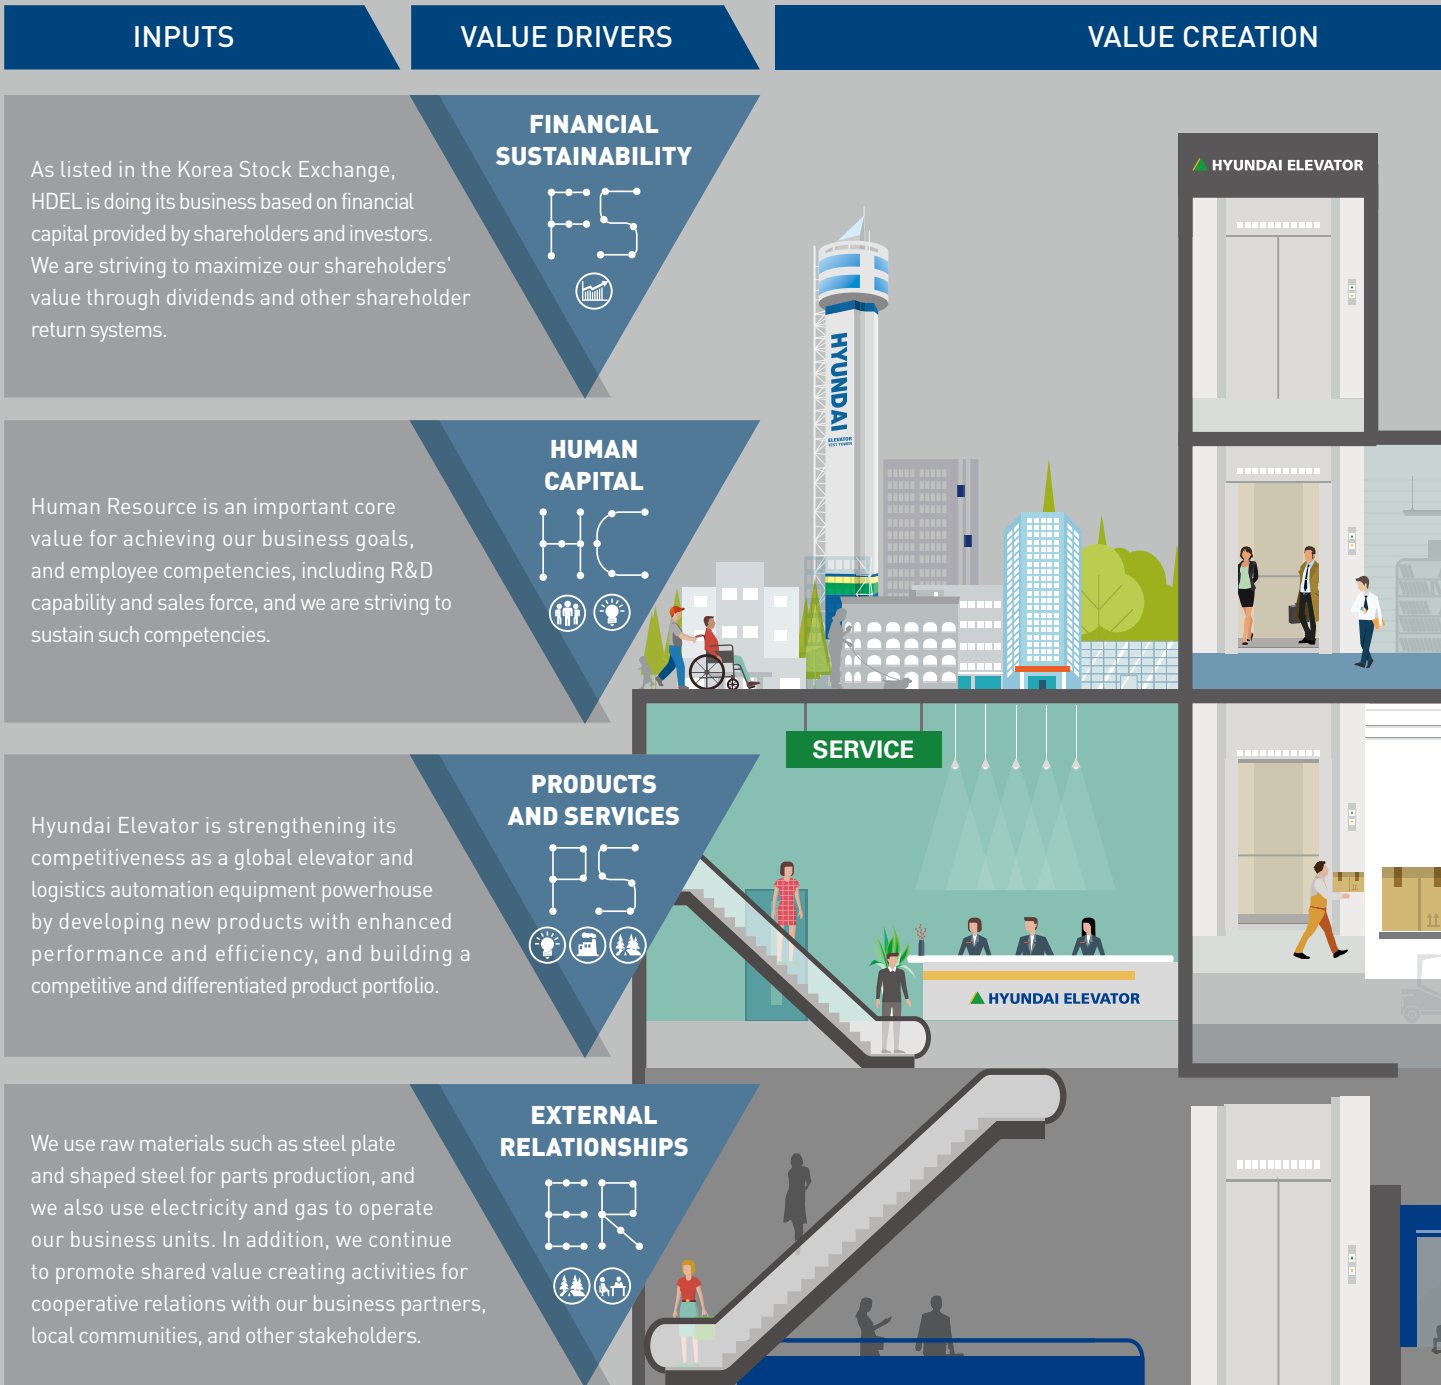 INPUTS
VALUE DRIVERS
VALUE CREATION
As listed in the Korea Stock Exchange,
HDEL is doing its business based on financial
capital provided by shareholders and investors.
We are striving to maximize our shareholders'
value through dividends and other shareholder
return systems.
FINANCIAL
SUSTAINABILITY
FS
Human Resource is an important core
value for achieving our business goals,
and employee competencies, including R&D
capability and sales force, and we are striving to
sustain such competencies.
HUMAN
CAPITAL
HC
Hyundai Elevator is strengthening its
competitiveness as a global elevator and
logistics automation equipment powerhouse
by developing new products with enhanced
performance and efficiency, and building a
competitive and differentiated product portfolio.
PRODUCTS
AND SERVICES
PS
We use raw materials such as steel plate
and shaped steel for parts production, and
we also use electricity and gas to operate
our business units. In addition, we continue
to promote shared value creating activities for
cooperative relations with our business partners,
local communities, and other stakeholders.
EXTERNAL
RELATIONSHIPS
ER
HYUNDAI ELEVATOR
HYUNDAI
ELEVATOR
TEST TOWER
SERVICE
HYUNDAI ELEVATOR